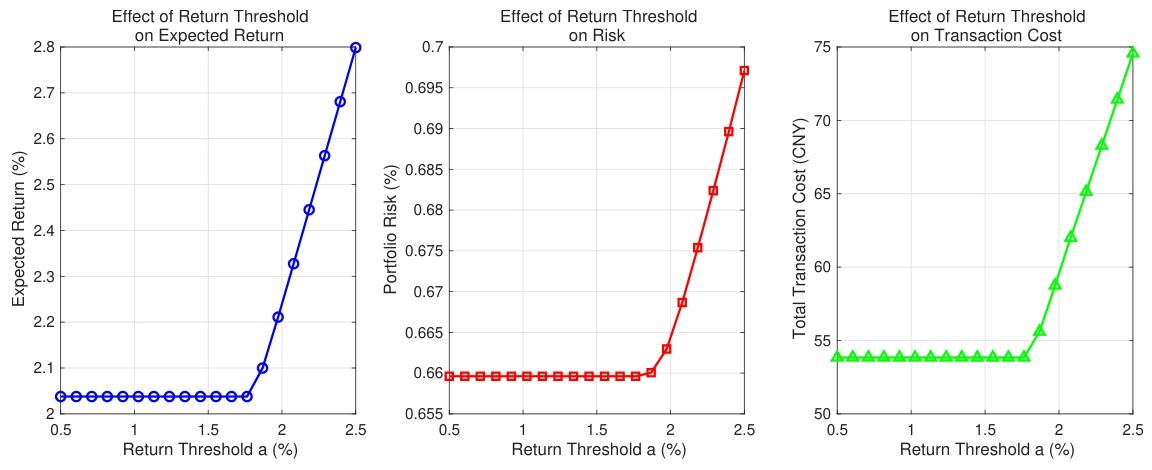 Effect of Return Threshold
on Expected Return
2.8
2.7
2.6
2.5
2.4
2.3
2.2
2.1
2
Expected Return (%)
0.5 1 1.5 2 2.5
Return Threshold a (%)
Effect of Return Threshold
on Risk
0.7
0.695
0.69
0.685
0.68
0.675
0.67
0.665
0.66
0.655
Portfolio Risk (%)
0.5 1 1.5 2 2.5
Return Threshold a (%)
Effect of Return Threshold
on Transaction Cost
75
70
65
60
55
50
Total Transaction Cost (CNY)
0.5 1 1.5 2 2.5
Return Threshold a (%)